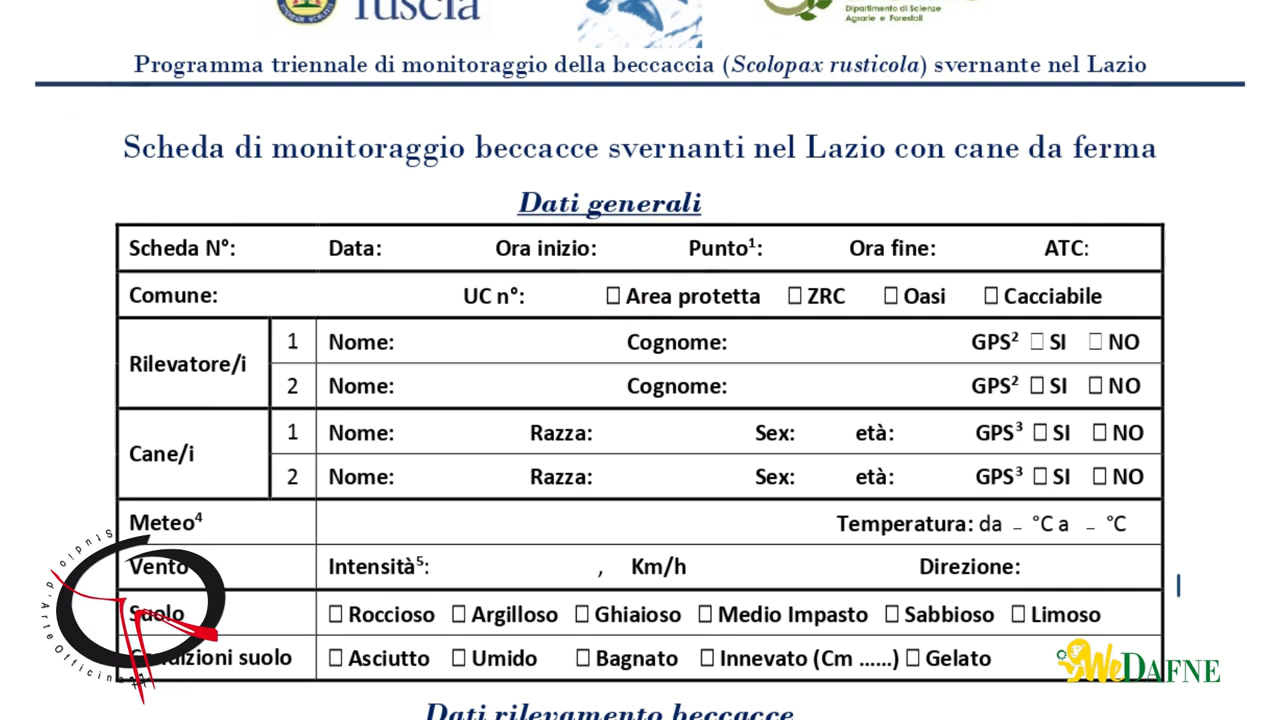 Tuscia
Dipartimento di Scienze
Agrarie e Forestali
Programma triennale di monitoraggio della beccaccia (Scolopax rusticola) svernante nel Lazio
Scheda di monitoraggio beccacce svernanti nel Lazio con cane da ferma
Dati generali
Scheda N°: Data: Ora inizio: Punto¹: Ora fine: ATC:
Comune: UC n°: ☐ Area protetta ☐ ZRC ☐ Oasi ☐ Cacciabile
Rilevatore/i
1 Nome: Cognome: GPS² ☐ SI ☐ NO
2 Nome: Cognome: GPS² ☐ SI ☐ NO
Cane/i
1 Nome: Razza: Sex: età: GPS³ ☐ SI ☐ NO
2 Nome: Razza: Sex: età: GPS³ ☐ SI ☐ NO
Meteo⁴ Temperatura: da _ °C a _ °C
Vento Intensità⁵: , Km/h Direzione:
Suolo ☐ Roccioso ☐ Argilloso ☐ Ghiaioso ☐ Medio Impasto ☐ Sabbioso ☐ Limoso
Condizioni suolo ☐ Asciutto ☐ Umido ☐ Bagnato ☐ Innevato (Cm ......) ☐ Gelato
Studio d'Arte Officina
WeDAFNE
Dati rilevamento beccacce